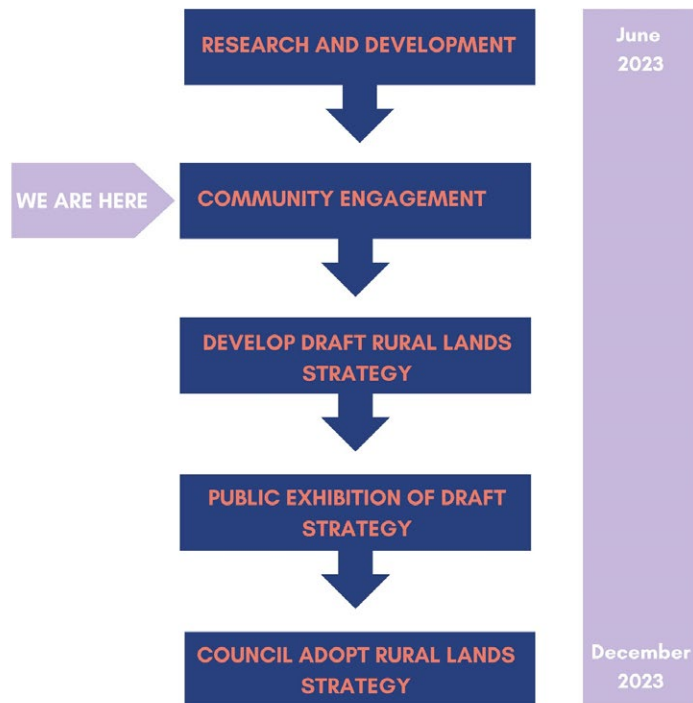 RESEARCH AND DEVELOPMENT
June
2023
WE ARE HERE
COMMUNITY ENGAGEMENT
DEVELOP DRAFT RURAL LANDS
STRATEGY
PUBLIC EXHIBITION OF DRAFT
STRATEGY
COUNCIL ADOPT RURAL LANDS
STRATEGY
December
2023